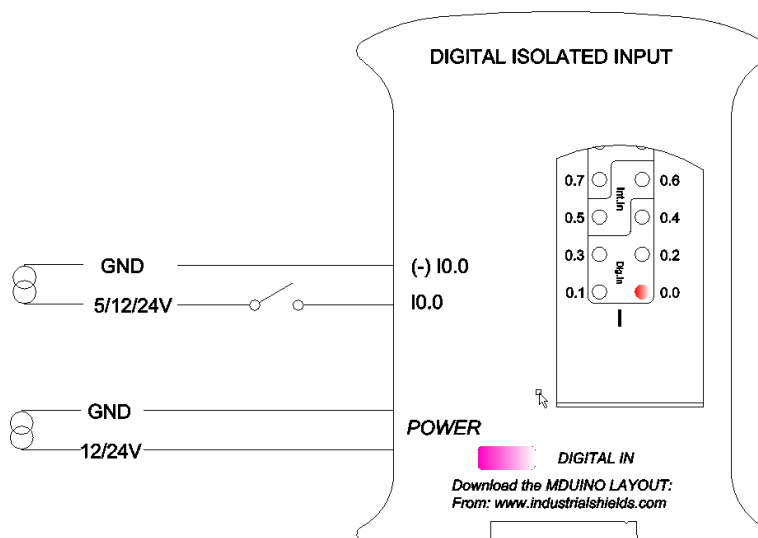 DIGITAL ISOLATED INPUT
0.7 Int.In 0.6
0.5 0.4
0.3 Dig.In 0.2
0.1 0.0
I
GND (-) I0.0
5/12/24V I0.0
GND
POWER
12/24V
DIGITAL IN
Download the MDUINO LAYOUT:
From: www.industrialshields.com